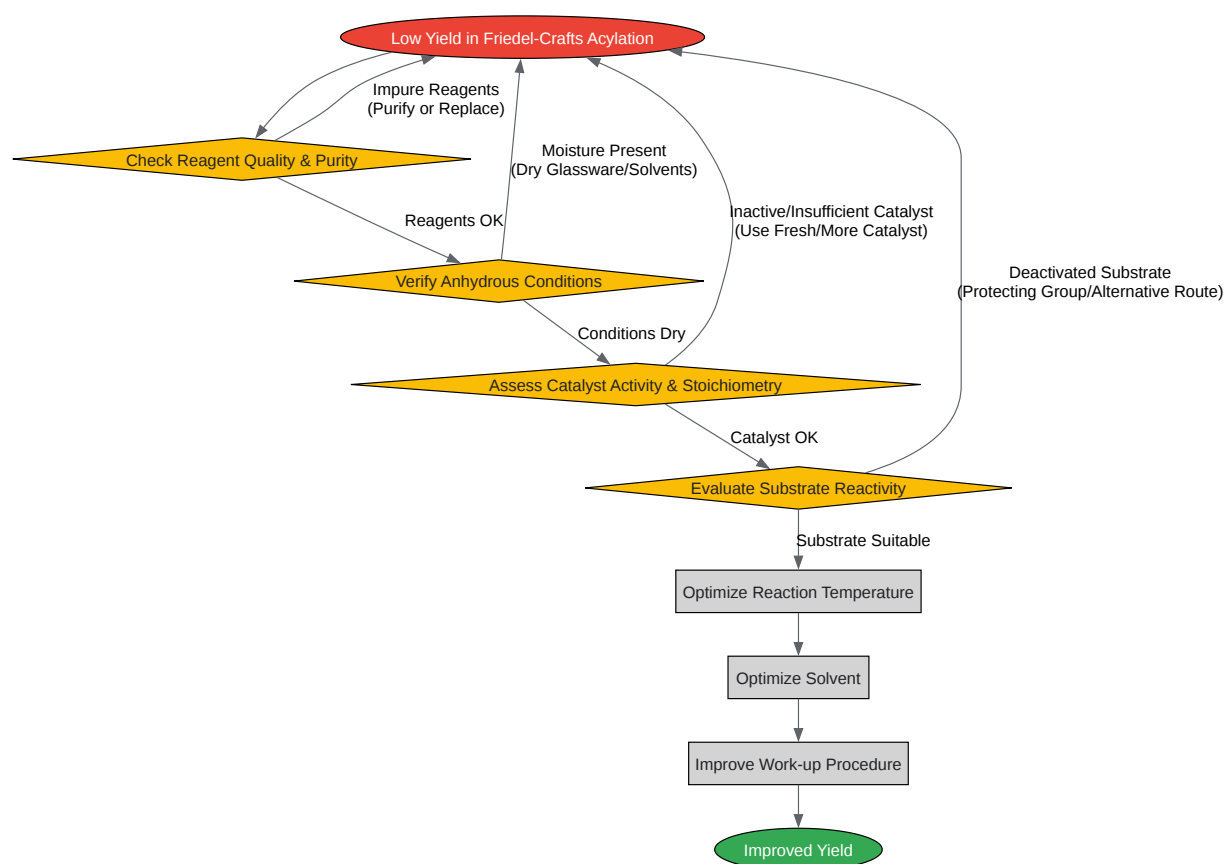 Low Yield in Friedel-Crafts Acylation
Impure Reagents
(Purify or Replace)
Check Reagent Quality & Purity
Moisture Present
(Dry Glassware/Solvents)
Reagents OK
Inactive/Insufficient Catalyst
(Use Fresh/More Catalyst)
Verify Anhydrous Conditions
Deactivated Substrate
(Protecting Group/Alternative Route)
Conditions Dry
Assess Catalyst Activity & Stoichiometry
Catalyst OK
Evaluate Substrate Reactivity
Substrate Suitable
Optimize Reaction Temperature
Optimize Solvent
Improve Work-up Procedure
Improved Yield